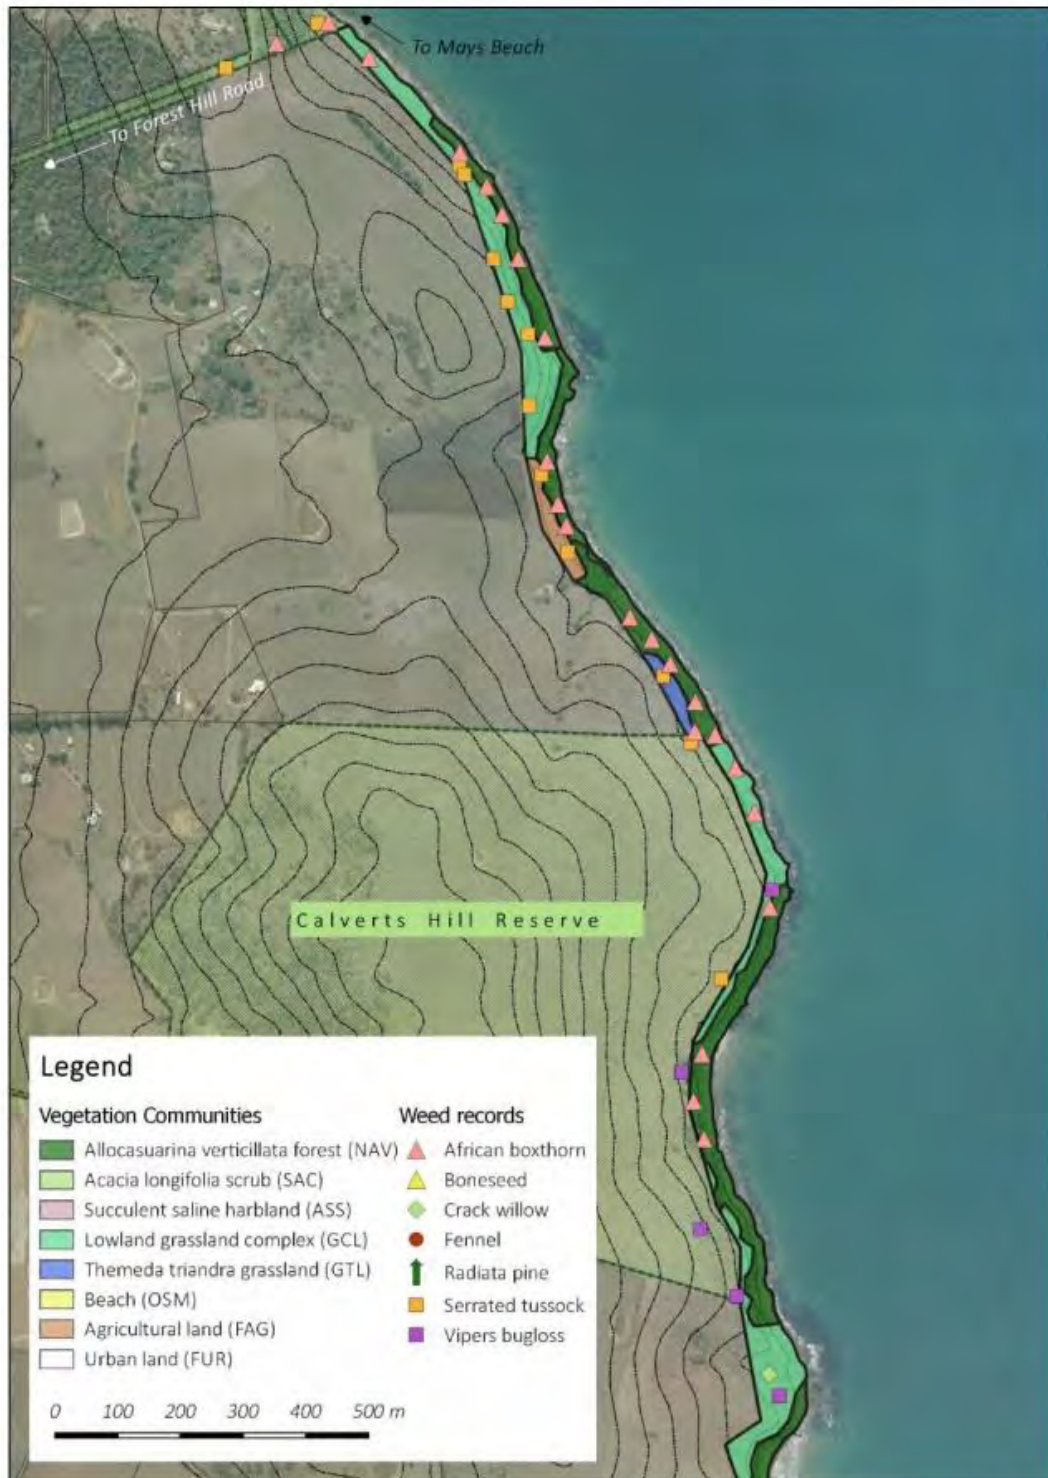 To Mays Beach
To Forest Hill Road
Calverts Hill Reserve
Legend
Vegetation Communities
Allocasuarina verticillata forest (NAV)
Acacia longifolia scrub (SAC)
Succulent saline harbland (ASS)
Lowland grassland complex (GCL)
Themeda triandra grassland (GTL)
Beach (OSM)
Agricultural land (FAG)
Urban land (FUR)
Weed records
African boxthorn
Boneseed
Crack willow
Fennel
Radiata pine
Serrated tussock
Vipers bugloss
0 100 200 300 400 500 m